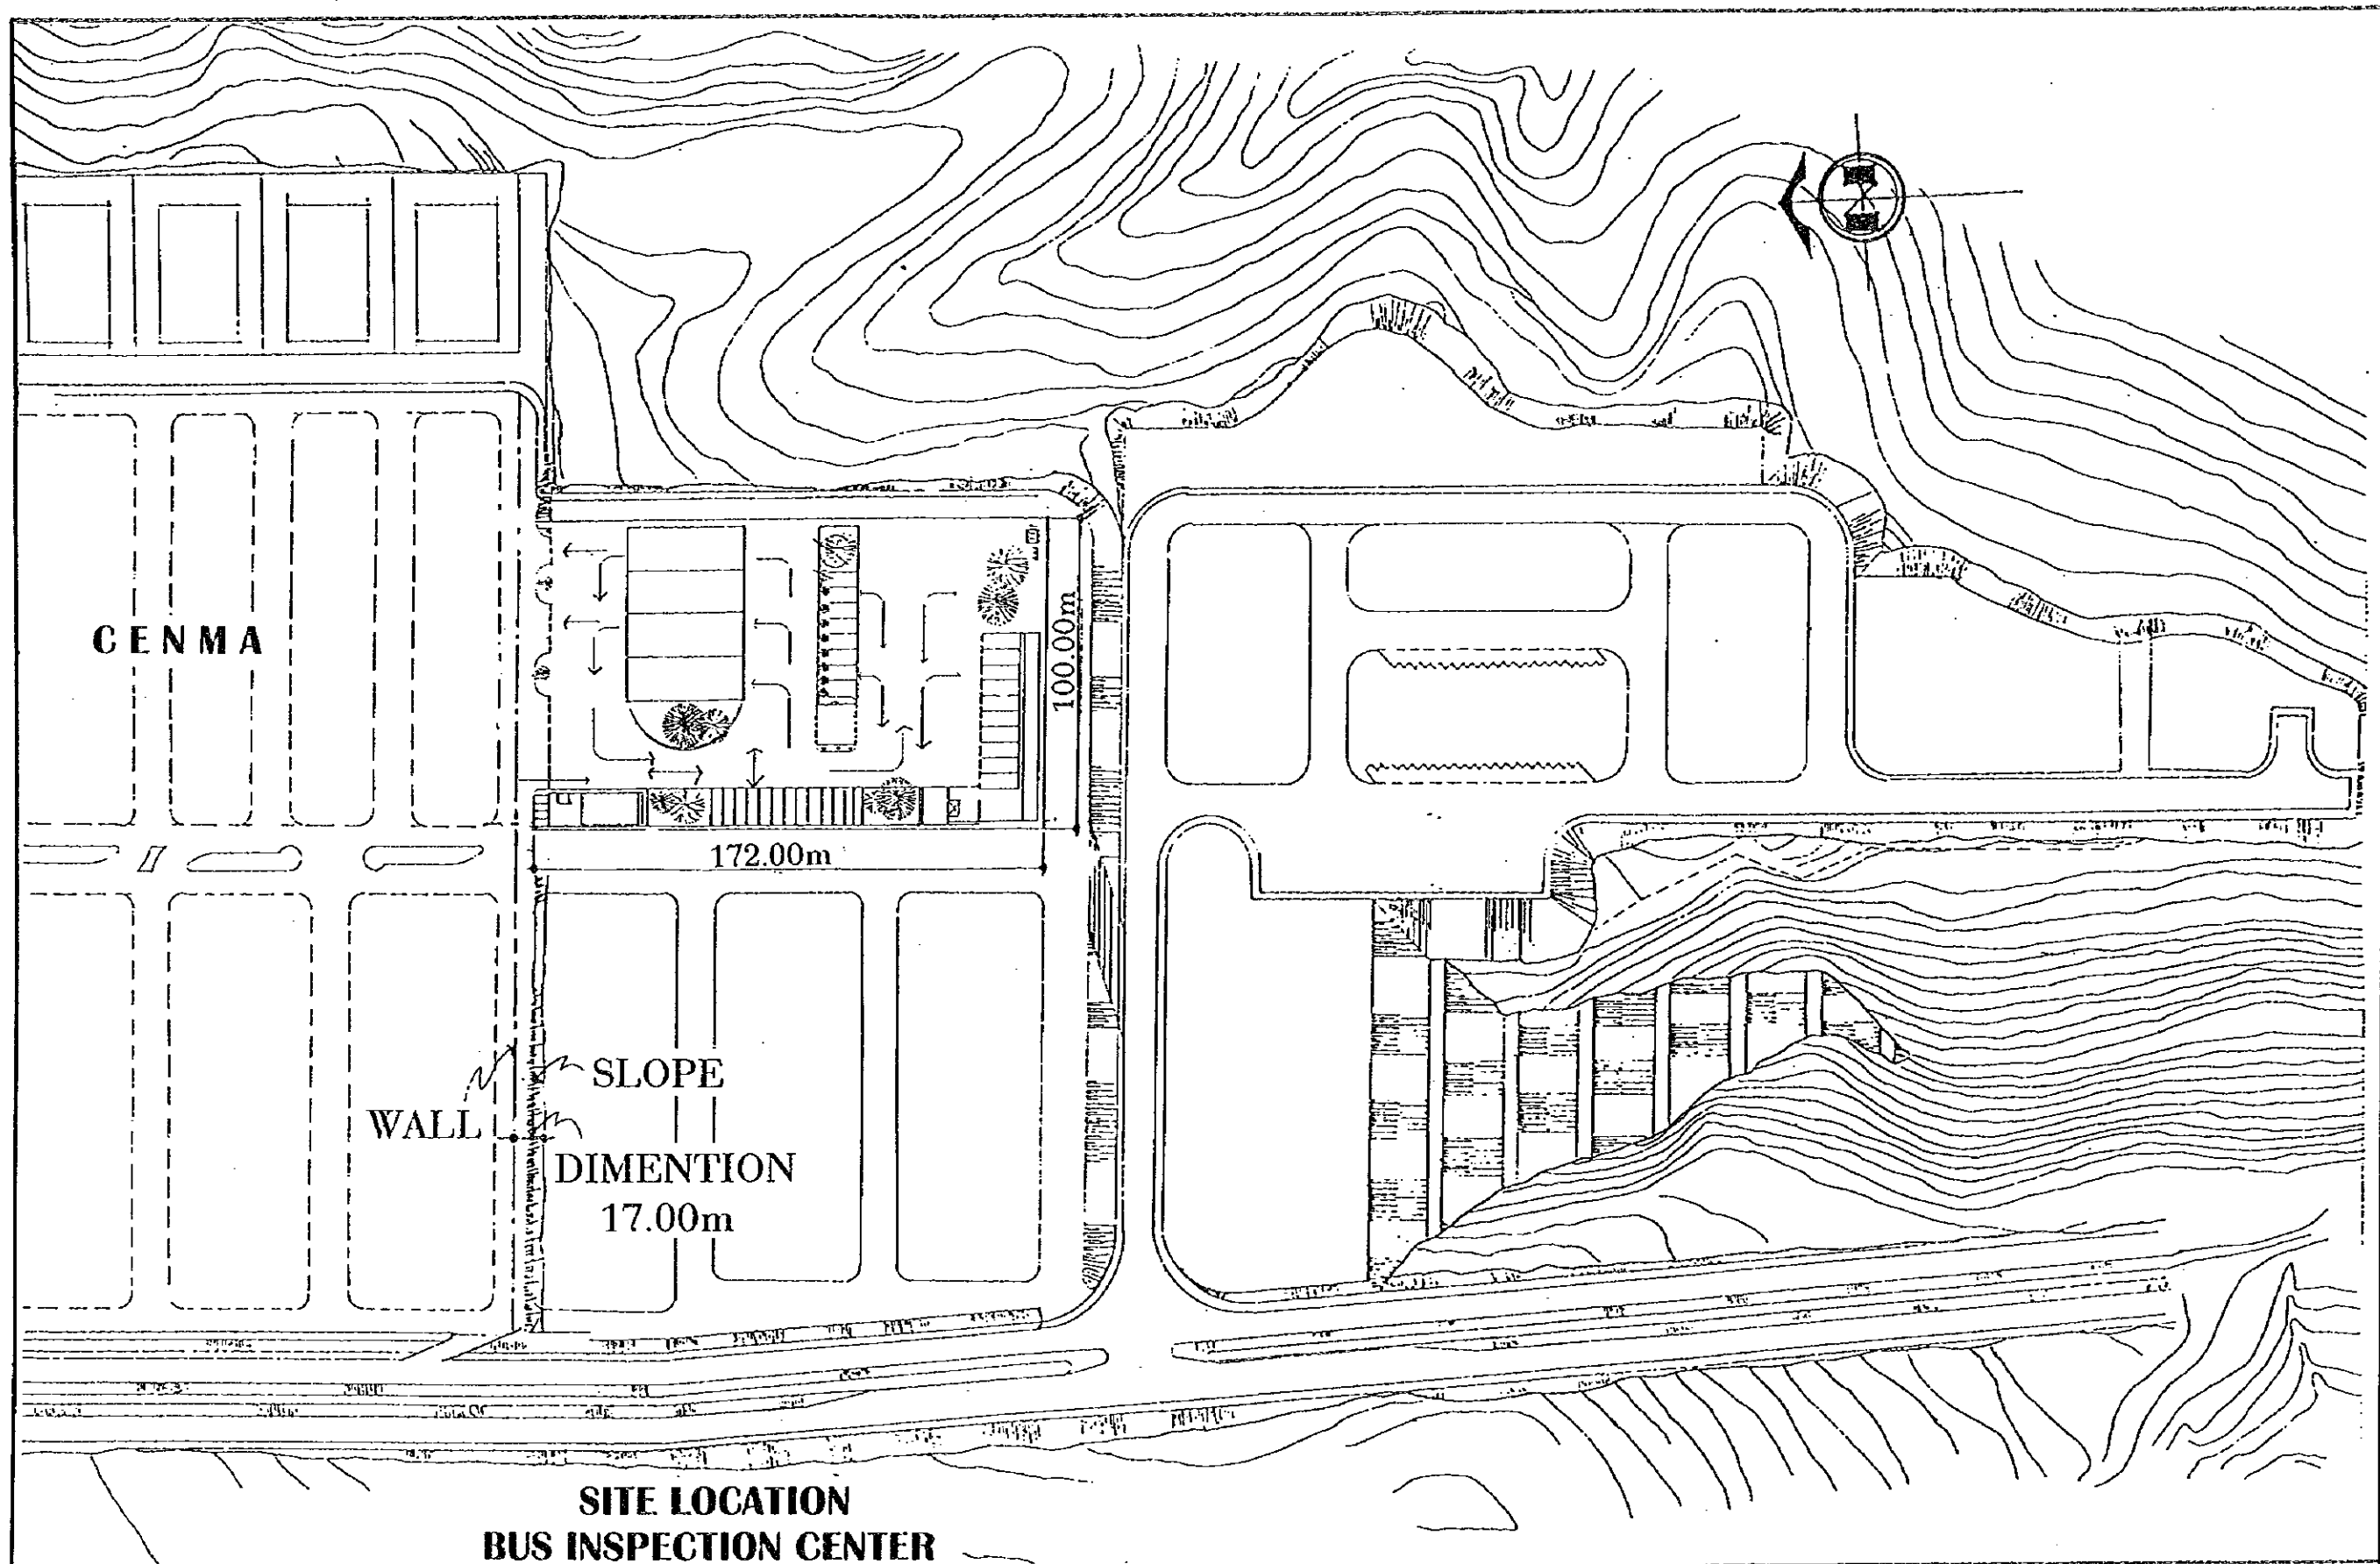 CENMA
100.00m
172.00m
SLOPE
WALL
DIMENTION
17.00m
SITE LOCATION
BUS INSPECTION CENTER